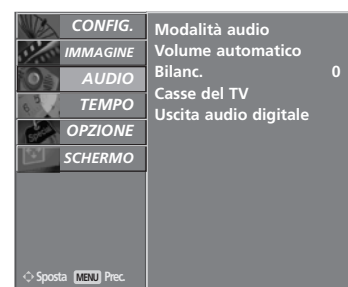 CONFIG.
IMMAGINE
AUDIO
TEMPO
OPZIONE
SCHERMO
Sposta MENU Prec.
Modalità audio
Volume automatico
Bilanc. 0
Casse del TV
Uscita audio digitale